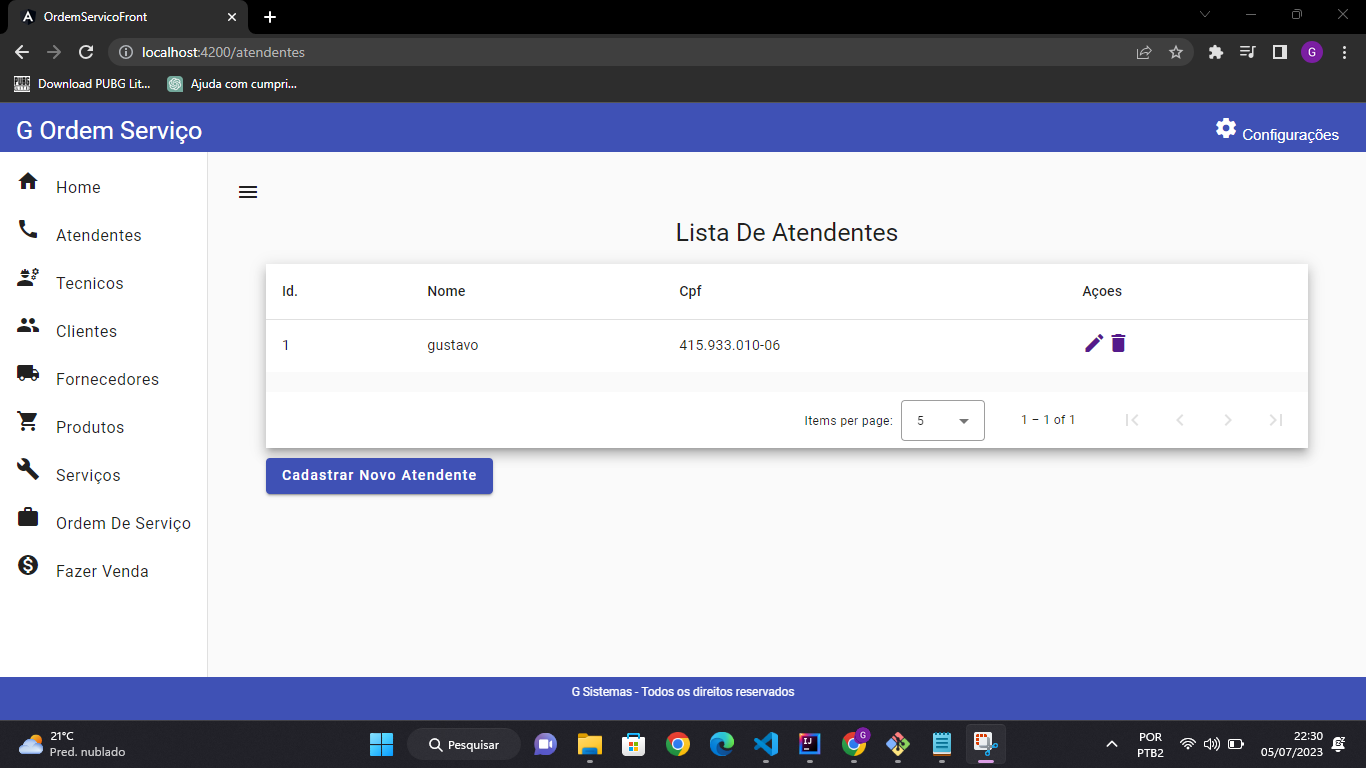 OrdemServicoFront
localhost:4200/atendentes
G
Download PUBG Lit...
Ajuda com cumpri...
G Ordem Serviço
Configurações
Home
Atendentes
Tecnicos
Clientes
Fornecedores
Produtos
Serviços
Ordem De Serviço
Fazer Venda
Lista De Atendentes
Id. Nome Cpf Açoes
1 gustavo 415.933.010-06
Items per page: 5 1 – 1 of 1
Cadastrar Novo Atendente
G Sistemas - Todos os direitos reservados
21°C
Pred. nublado
Pesquisar
G
POR
PTB2
22:30
05/07/2023